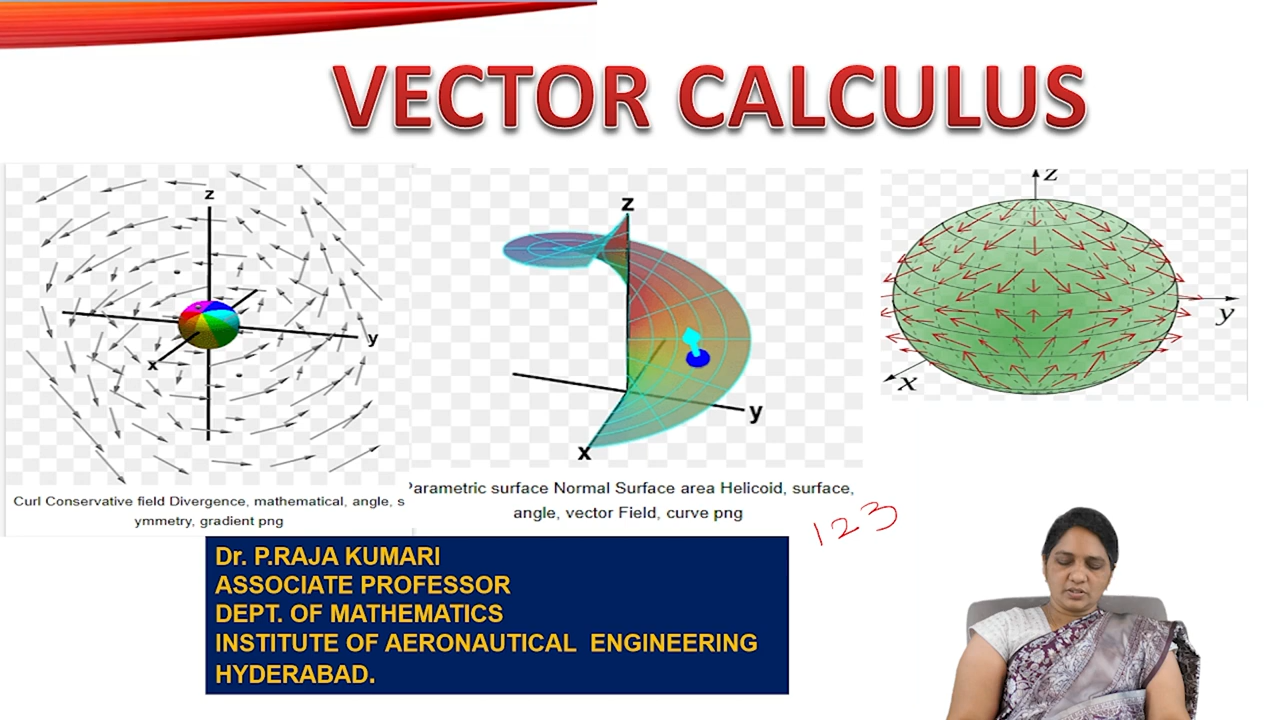 VECTOR CALCULUS
z
y
x
Curl Conservative field Divergence, mathematical, angle, s
ymmetry, gradient png
z
y
x
Parametric surface Normal Surface area Helicoid, surface,
angle, vector Field, curve png
z
y
x
123
Dr. P.RAJA KUMARI
ASSOCIATE PROFESSOR
DEPT. OF MATHEMATICS
INSTITUTE OF AERONAUTICAL ENGINEERING
HYDERABAD.